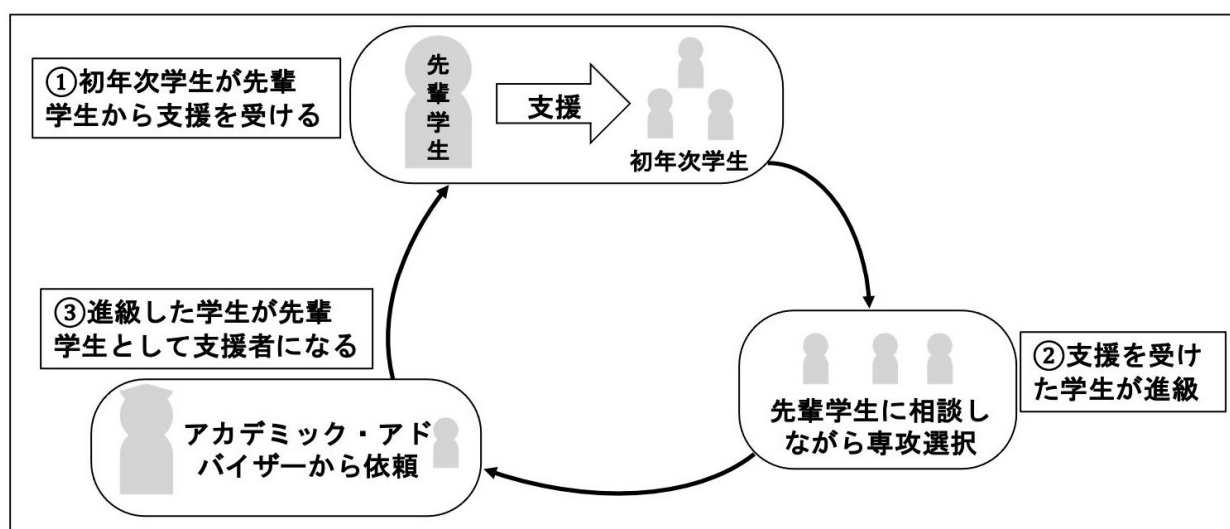 ①初年次学生が先輩
学生から支援を受ける
先輩学生
支援
初年次学生
③進級した学生が先輩
学生として支援者になる
②支援を受け
た学生が進級
先輩学生に相談し
ながら専攻選択
アカデミック・アド
バイザーから依頼